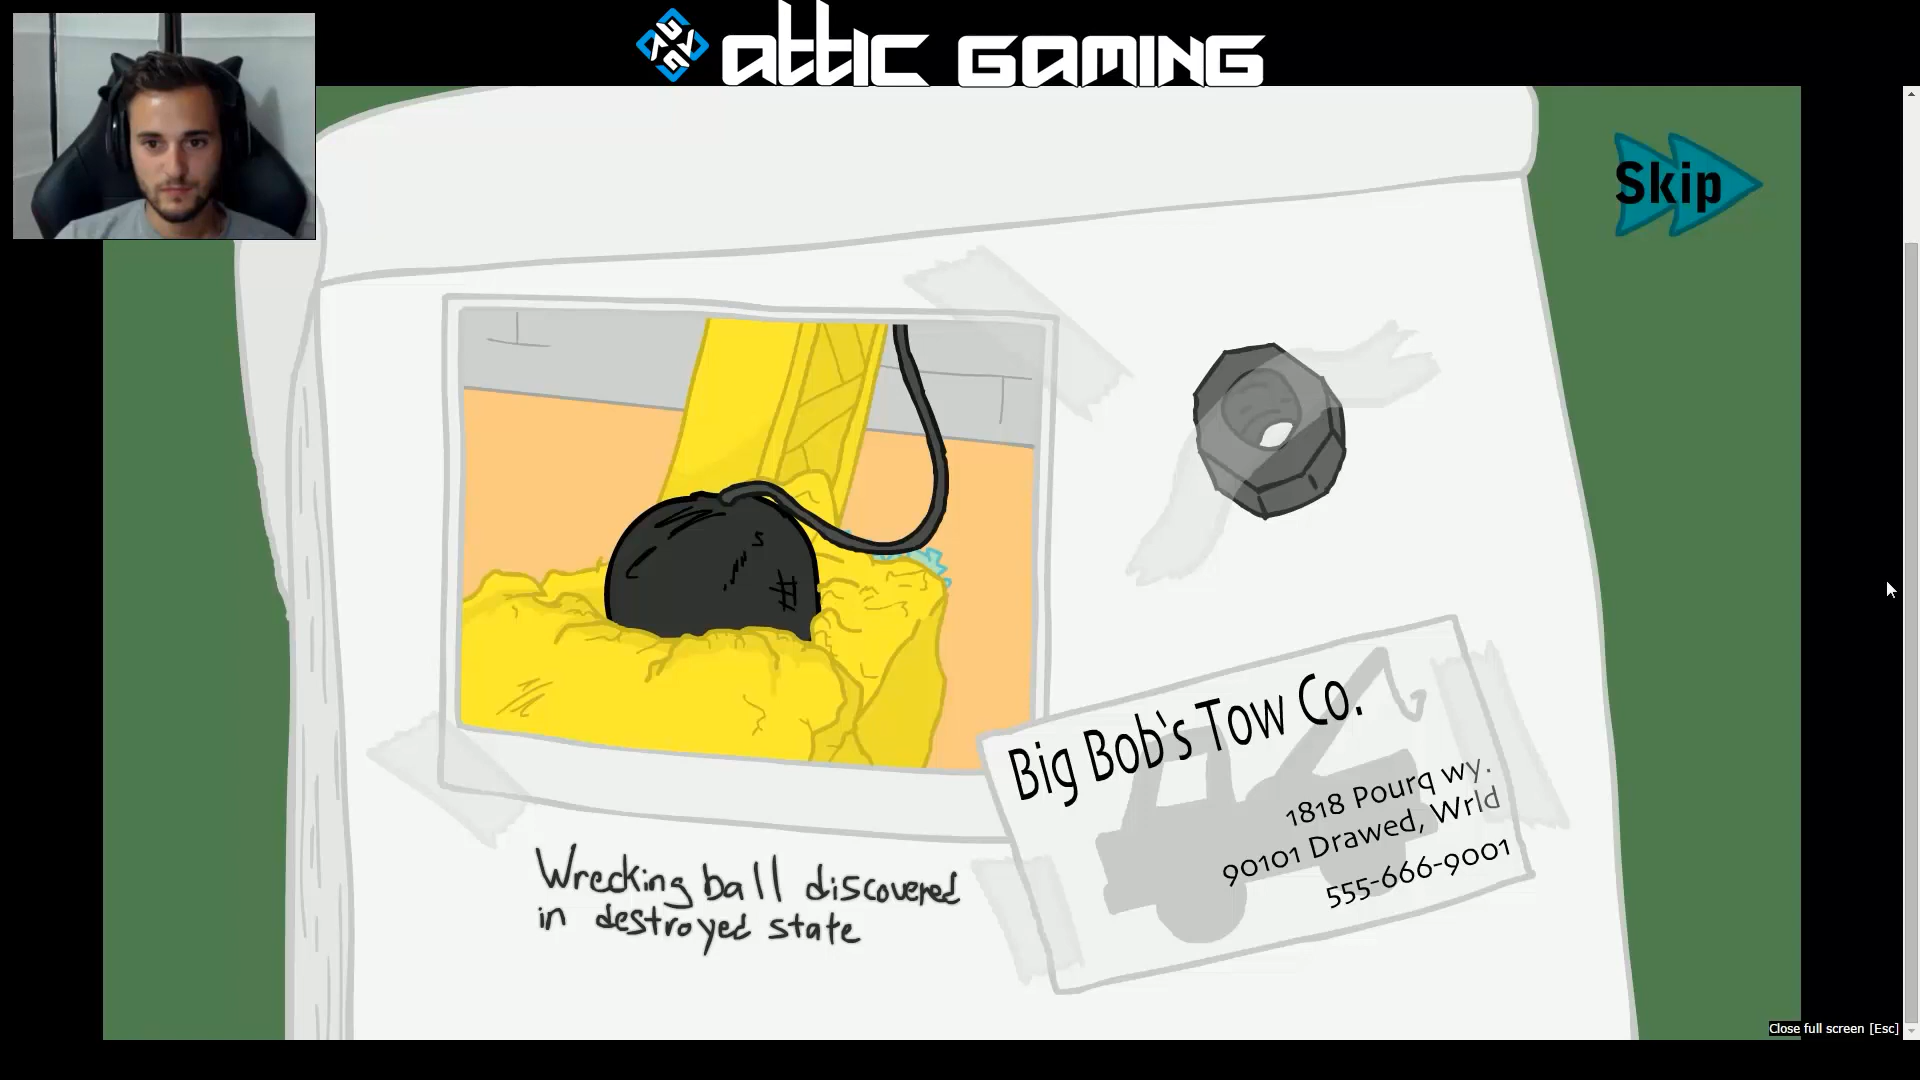 ATTIC GAMING
Skip
Big Bob's Tow Co.
1818 Pourq wy.
90101 Drawed, Wrld
555-666-9001
Wrecking ball discovered
in destroyed state
Close full screen [Esc]